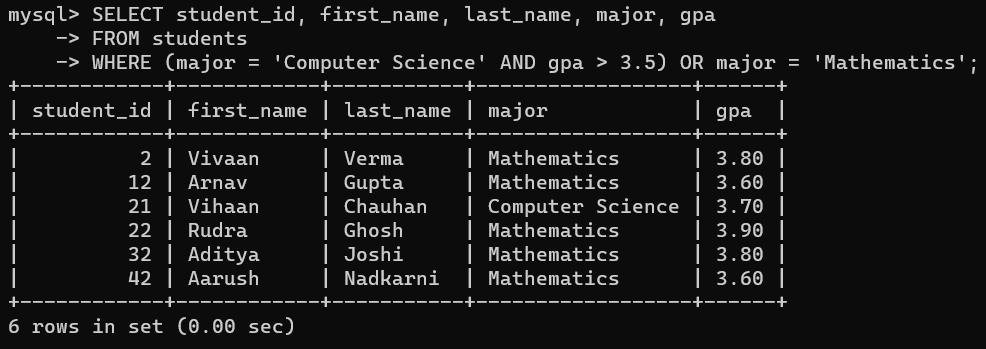 mysql> SELECT student_id, first_name, last_name, major, gpa
    -> FROM students
    -> WHERE (major = 'Computer Science' AND gpa > 3.5) OR major = 'Mathematics';
+------------+------------+-----------+------------------+------+
| student_id | first_name | last_name | major            | gpa  |
+------------+------------+-----------+------------------+------+
|          2 | Vivaan     | Verma     | Mathematics      | 3.80 |
|         12 | Arnav      | Gupta     | Mathematics      | 3.60 |
|         21 | Vihaan     | Chauhan   | Computer Science | 3.70 |
|         22 | Rudra      | Ghosh     | Mathematics      | 3.90 |
|         32 | Aditya     | Joshi     | Mathematics      | 3.80 |
|         42 | Aarush     | Nadkarni  | Mathematics      | 3.60 |
+------------+------------+-----------+------------------+------+
6 rows in set (0.00 sec)